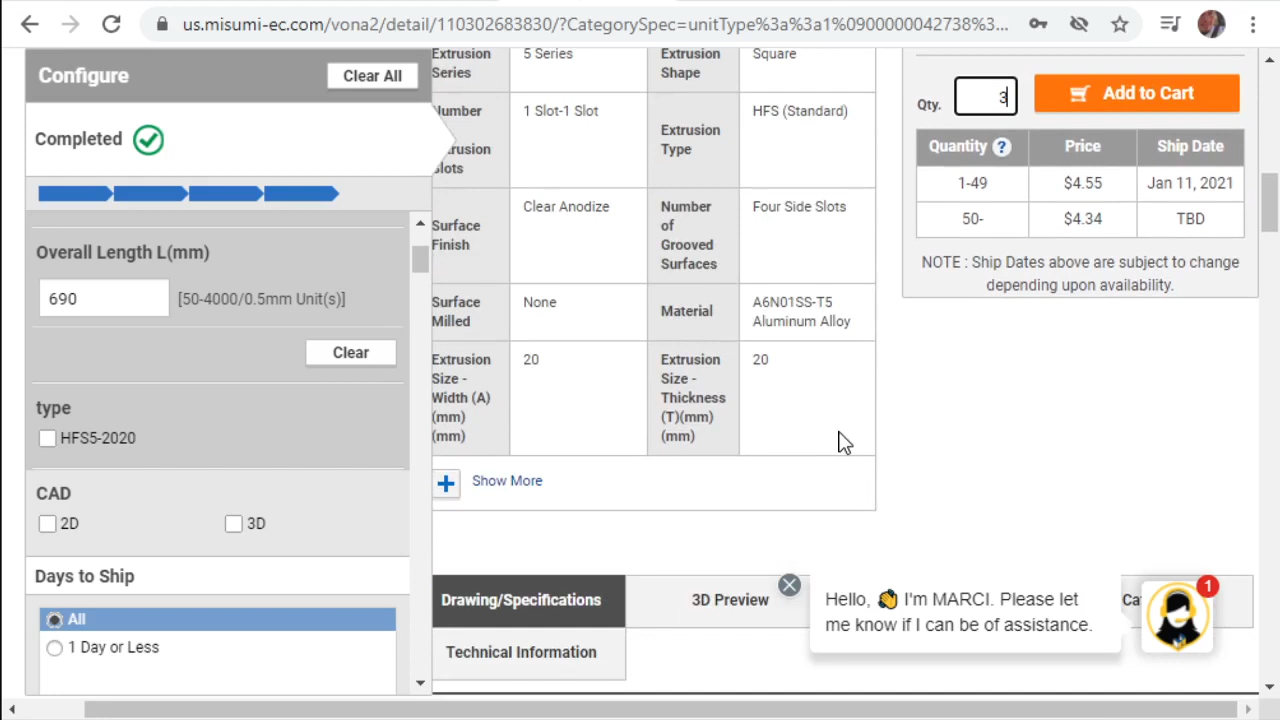 us.misumi-ec.com/vona2/detail/110302683830/?CategorySpec=unitType%3a%3a1%0900000042738%3...
Configure
Clear All
Completed
Overall Length L(mm)
690
[50-4000/0.5mm Unit(s)]
Clear
type
HFS5-2020
CAD
2D
3D
Days to Ship
All
1 Day or Less
Extrusion
Series
5 Series
Extrusion
Shape
Square
Number
1 Slot-1 Slot
Extrusion
Type
HFS (Standard)
Surface
Finish
Clear Anodize
Number
of
Grooved
Surfaces
Four Side Slots
Surface
Milled
None
Material
A6N01SS-T5
Aluminum Alloy
Extrusion
Size -
Width (A)
(mm)
(mm)
20
Extrusion
Size -
Thickness
(T)(mm)
(mm)
20
Show More
Drawing/Specifications
3D Preview
Technical Information
Qty.
3
Add to Cart
Quantity ?
Price
Ship Date
1-49
$4.55
Jan 11, 2021
50-
$4.34
TBD
NOTE : Ship Dates above are subject to change
depending upon availability.
Hello, 👏 I'm MARCI. Please let
me know if I can be of assistance.
1